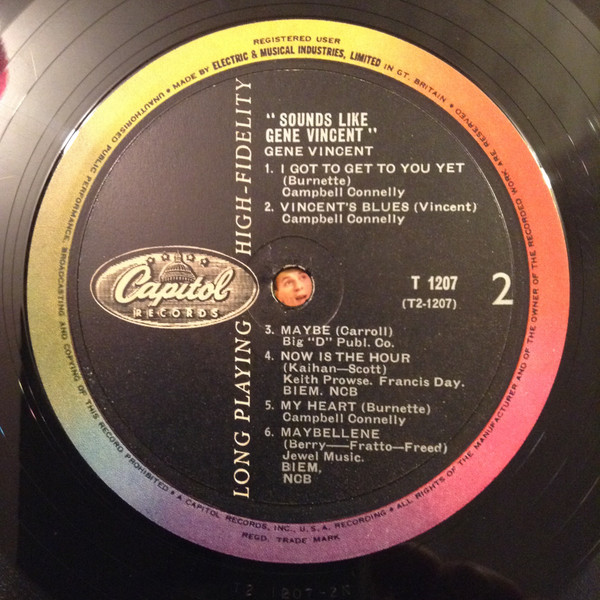 REGISTERED USER
UNAUTHORISED PUBLIC PERFORMANCE, BROADCASTING AND COPYING OF THIS RECORD PROHIBITED • MADE BY ELECTRIC & MUSICAL INDUSTRIES, LIMITED IN GT. BRITAIN • ALL RIGHTS OF THE MANUFACTURER AND OF THE OWNER OF THE RECORDED WORK ARE RESERVED
"SOUNDS LIKE
GENE VINCENT"
GENE VINCENT
1. I GOT TO GET TO YOU YET
(Burnette)
Campbell Connelly
2. VINCENT'S BLUES (Vincent)
Campbell Connelly
LONG PLAYING HIGH-FIDELITY
Capitol
RECORDS
T 1207
(T2-1207)
2
3. MAYBE (Carroll)
Big "D" Publ. Co.
4. NOW IS THE HOUR
(Kaihan—Scott)
Keith Prowse. Francis Day.
BIEM. NCB
5. MY HEART (Burnette)
Campbell Connelly
6. MAYBELLENE
(Berry—Fratto—Freed)
Jewel Music.
BIEM,
NCB
• A CAPITOL RECORDS, INC., U.S.A. RECORDING •
REGD. TRADE MARK